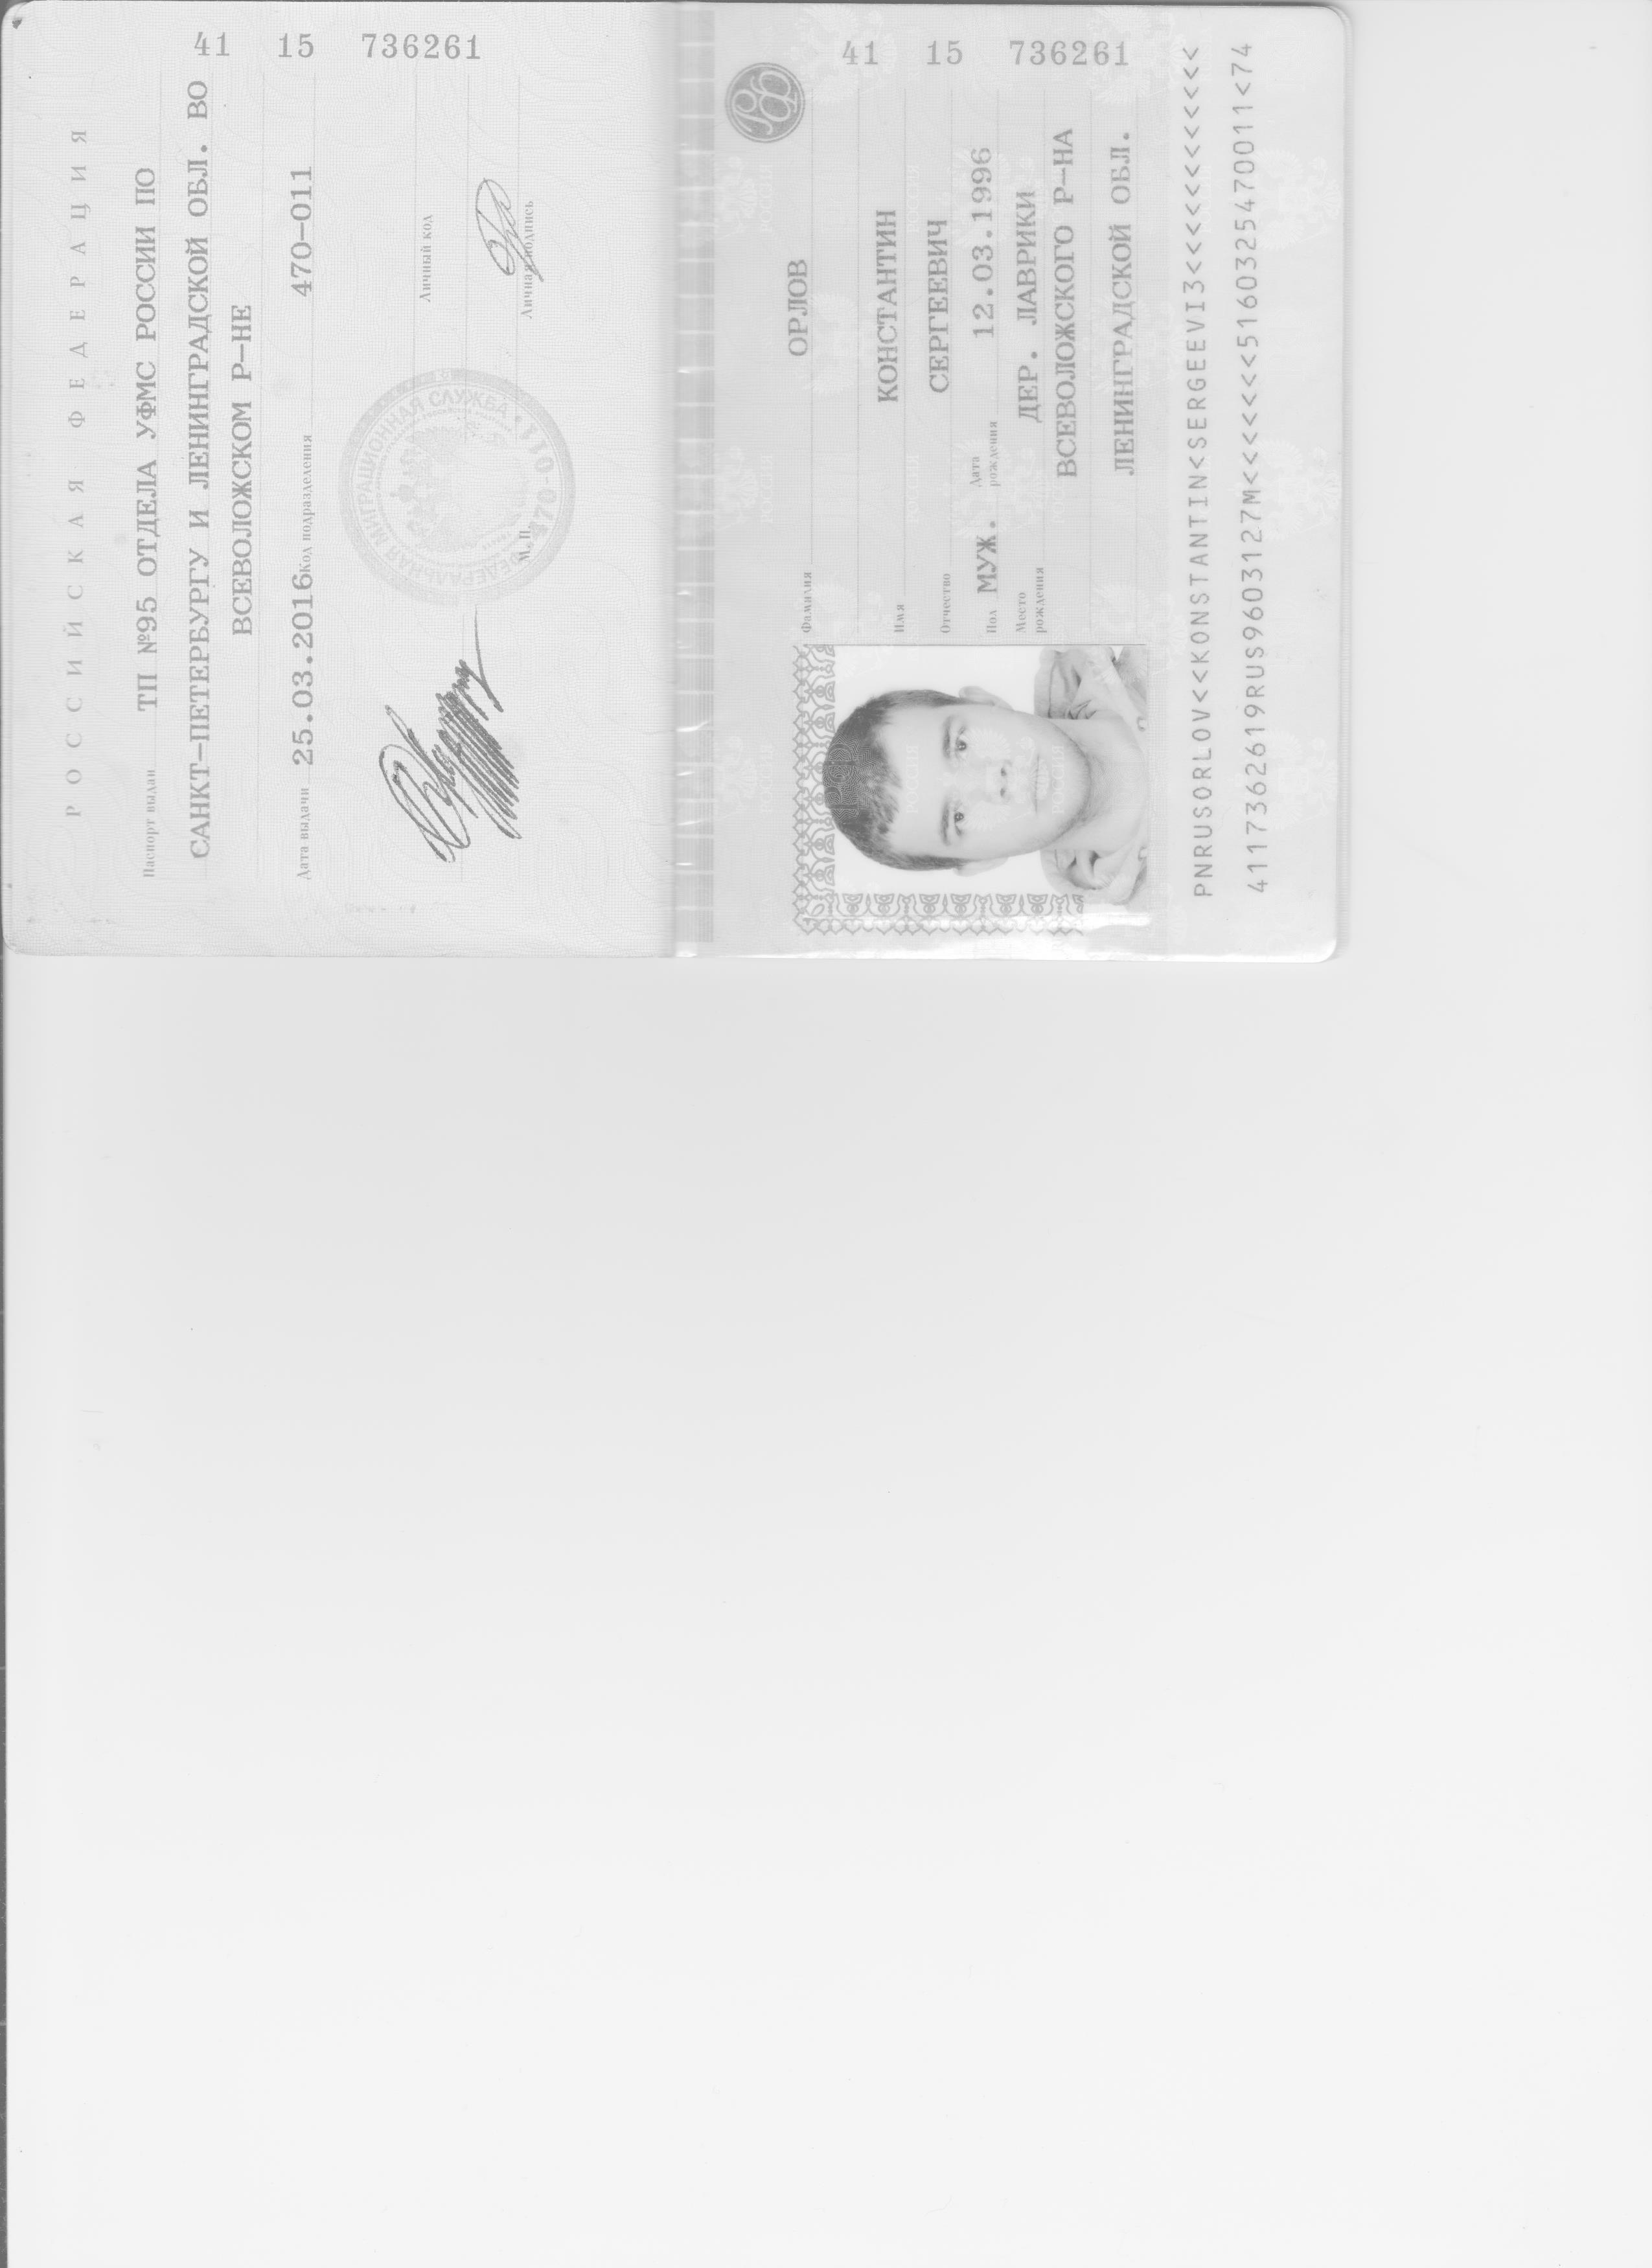 РОССИЙСКАЯ ФЕДЕРАЦИЯ
Паспорт выдан ТП №95 ОТДЕЛА УФМС РОССИИ ПО
САНКТ-ПЕТЕРБУРГУ И ЛЕНИНГРАДСКОЙ ОБЛ. ВО
ВСЕВОЛОЖСКОМ Р-НЕ
Дата выдачи 25.03.2016 Код подразделения 470-011
Личный код
Личная подпись
М.П.
ФЕДЕРАЛЬНАЯ МИГРАЦИОННАЯ СЛУЖБА
470-011
41 15 736261
Фамилия ОРЛОВ
Имя КОНСТАНТИН
Отчество СЕРГЕЕВИЧ
Пол МУЖ. Дата рождения 12.03.1996
Место рождения ДЕР. ЛАВРИКИ
ВСЕВОЛОЖСКОГО Р-НА
ЛЕНИНГРАДСКОЙ ОБЛ.
41 15 736261
PNRUSORLOV<<KONSTANTIN<SERGEEVI3<<<<<<<<<<<<
4117362619RUS9603127M<<<<<<<5160325470011<74